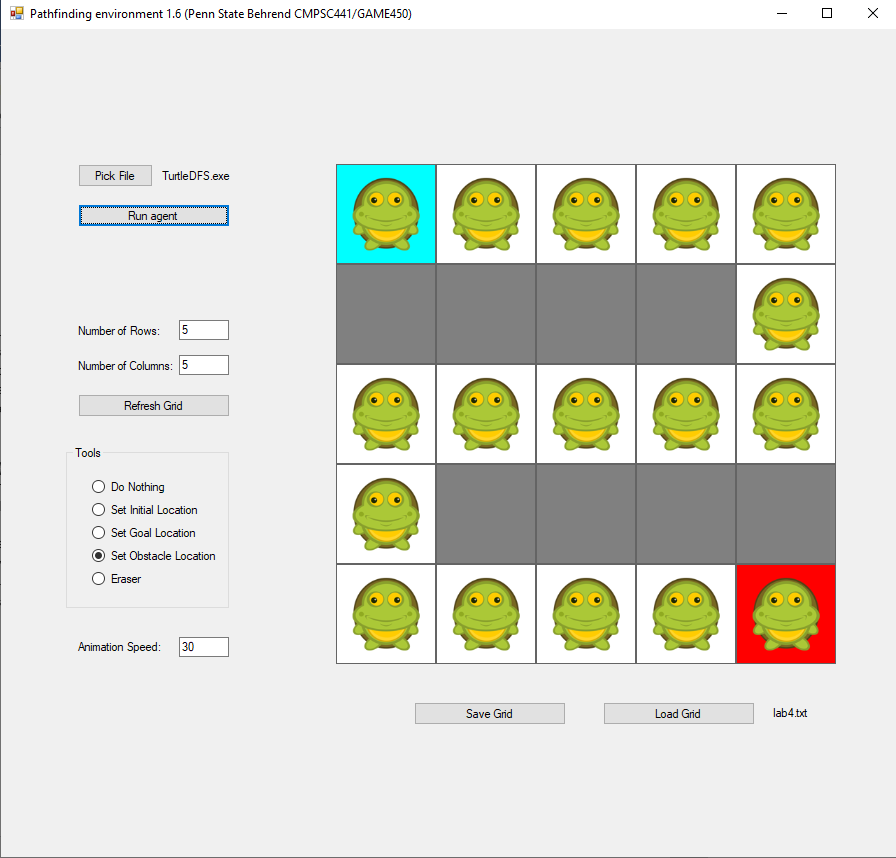 Pathfinding environment 1.6 (Penn State Behrend CMPSC441/GAME450)
Pick File
TurtleDFS.exe
Run agent
Number of Rows: 5
Number of Columns: 5
Refresh Grid
Tools
Do Nothing
Set Initial Location
Set Goal Location
Set Obstacle Location
Eraser
Animation Speed: 30
Save Grid
Load Grid
lab4.txt